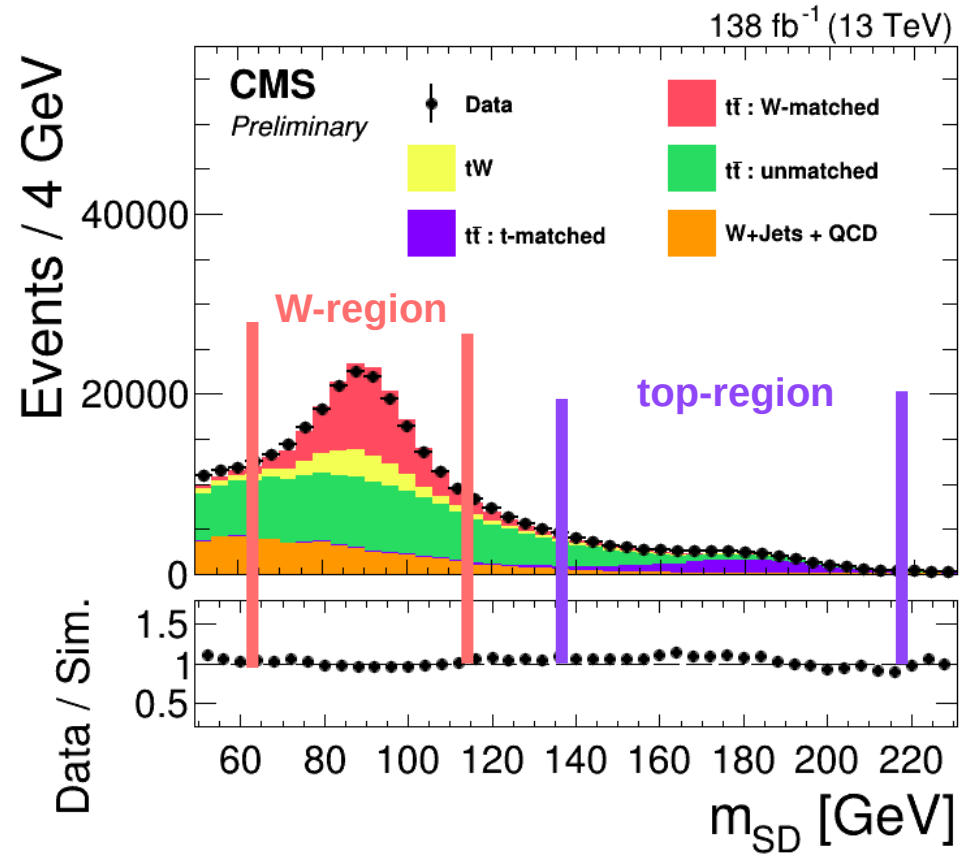 138 fb⁻¹ (13 TeV)
CMS
Preliminary
Data
tW
tt̄ : t-matched
tt̄ : W-matched
tt̄ : unmatched
W+Jets + QCD
Events / 4 GeV
40000
20000
0
W-region
top-region
Data / Sim.
1.5
1
0.5
60 80 100 120 140 160 180 200 220
m_SD [GeV]